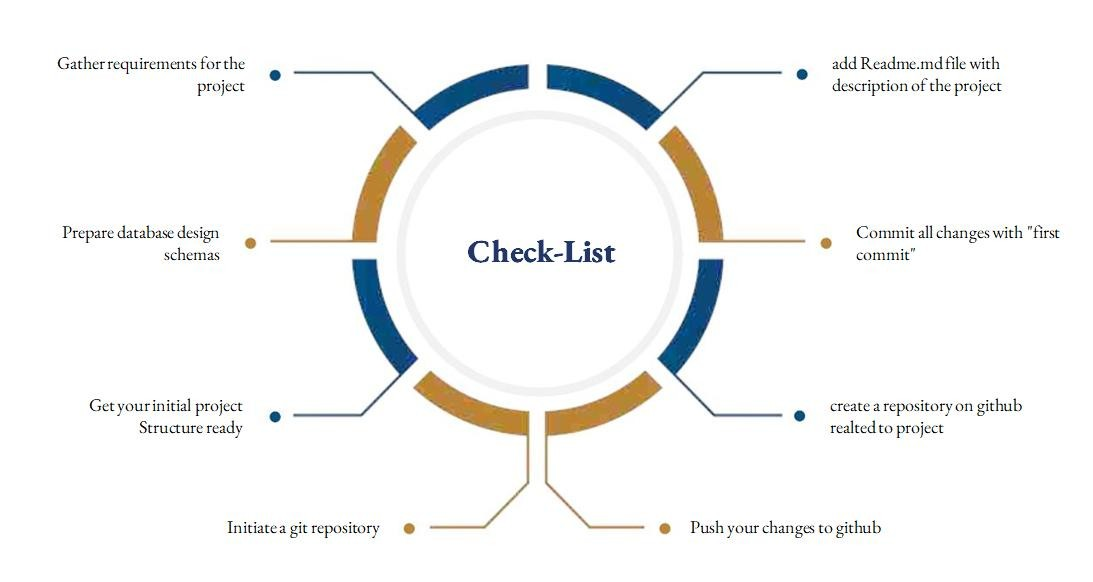 Gather requirements for the
project
Prepare database design
schemas
Get your initial project
Structure ready
Initiate a git repository
Check-List
add Readme.md file with
description of the project
Commit all changes with "first
commit"
create a repository on github
realted to project
Push your changes to github